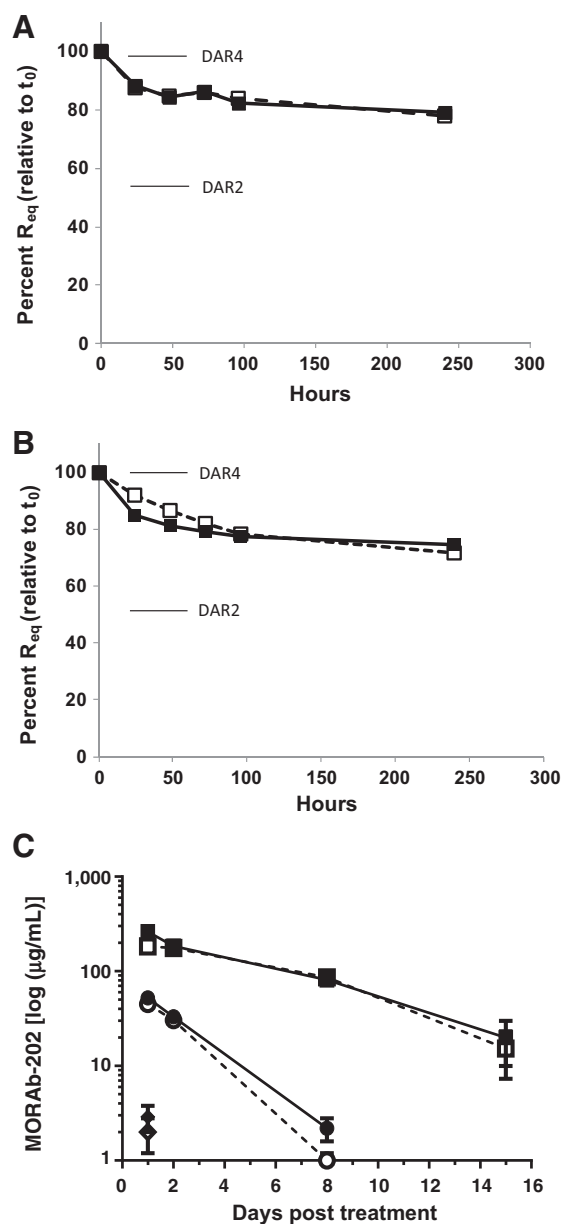 A
Percent Req (relative to t0)
100
80
60
40
20
0
DAR4
DAR2
0 50 100 150 200 250 300
Hours
B
Percent Req (relative to t0)
100
80
60
40
20
0
DAR4
DAR2
0 50 100 150 200 250 300
Hours
C
MORAb-202 [log (μg/mL)]
1,000
100
10
1
0 2 4 6 8 10 12 14 16
Days post treatment